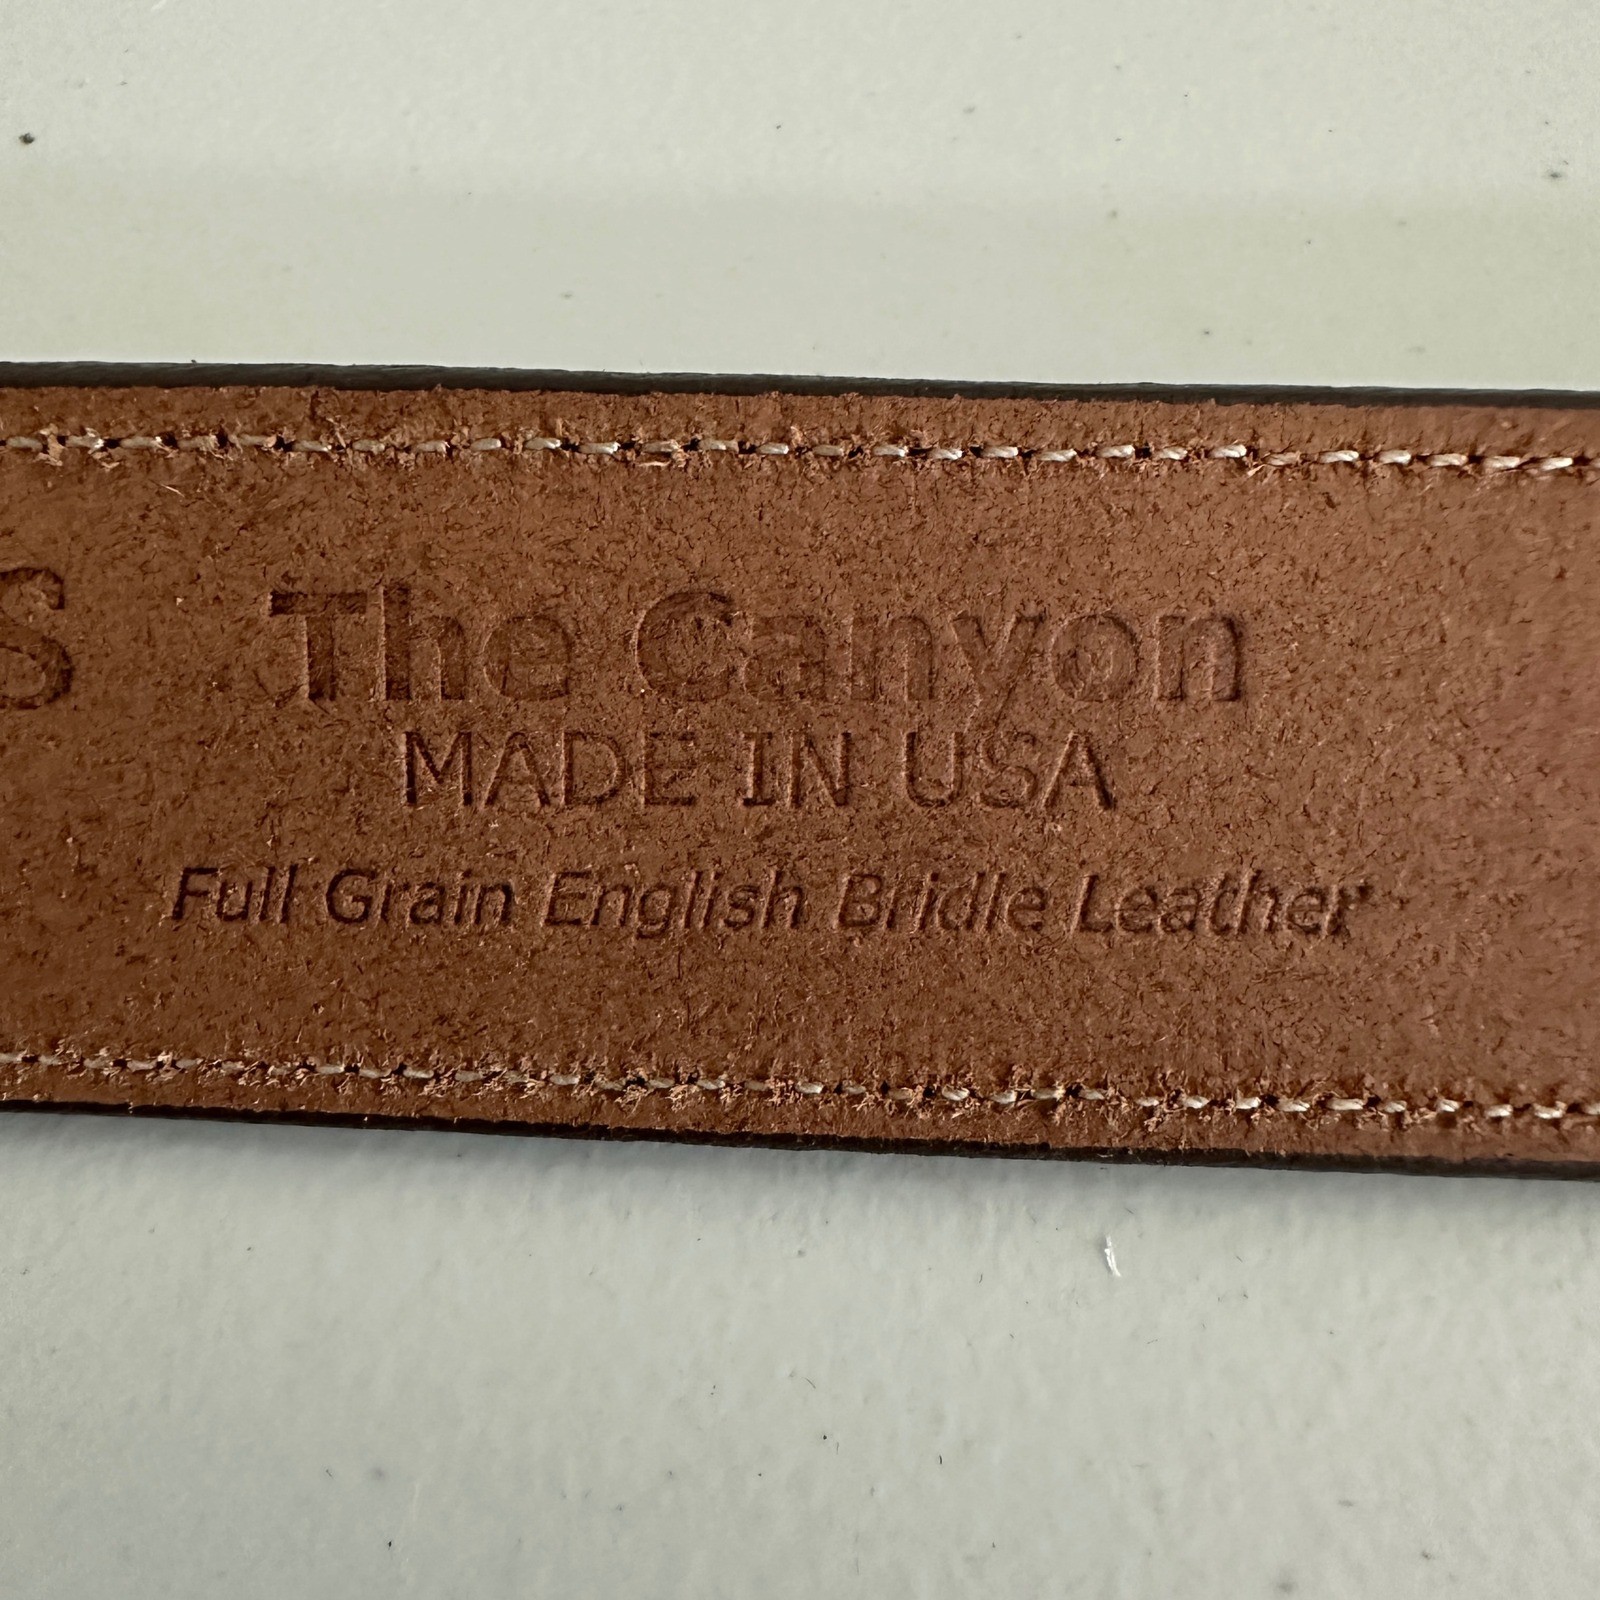 S The Canyon
MADE IN USA
Full Grain English Bridle Leather